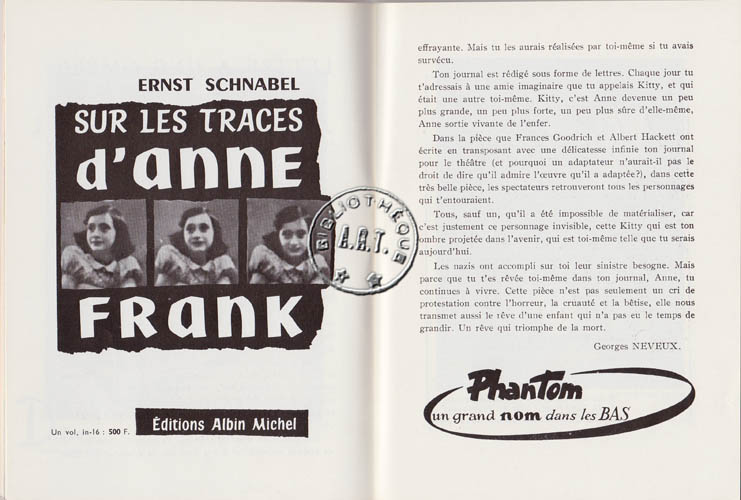 ERNST SCHNABEL
SUR LES TRACES
d'anne
FRank
Éditions Albin Michel
Un vol. in-16 : 500 F.
BIBLIOTHÈQUE
A.R.T.
effrayante. Mais tu les aurais réalisées par toi-même si tu avais
survécu.
Ton journal est rédigé sous forme de lettres. Chaque jour tu
t'adressais à une amie imaginaire que tu appelais Kitty, et qui
était une autre toi-même. Kitty, c'est Anne devenue un peu
plus grande, un peu plus forte, un peu plus sûre d'elle-même,
Anne sortie vivante de l'enfer.
Dans la pièce que Frances Goodrich et Albert Hackett ont
écrite en transposant avec une délicatesse infinie ton journal
pour le théâtre (et pourquoi un adaptateur n'aurait-il pas le
droit de dire qu'il admire l'œuvre qu'il a adaptée?), dans cette
très belle pièce, les spectateurs retrouveront tous les personnages
qui t'entouraient.
Tous, sauf un, qu'il a été impossible de matérialiser, car
c'est justement ce personnage invisible, cette Kitty qui est ton
ombre projetée dans l'avenir, qui est toi-même telle que tu serais
aujourd'hui.
Les nazis ont accompli sur toi leur sinistre besogne. Mais
parce que tu t'es rêvée toi-même dans ton journal, Anne, tu
continues à vivre. Cette pièce n'est pas seulement un cri de
protestation contre l'horreur, la cruauté et la bêtise, elle nous
transmet aussi le rêve d'une enfant qui n'a pas eu le temps de
grandir. Un rêve qui triomphe de la mort.
Georges NEVEUX.
Phantom
un grand nom dans les BAS